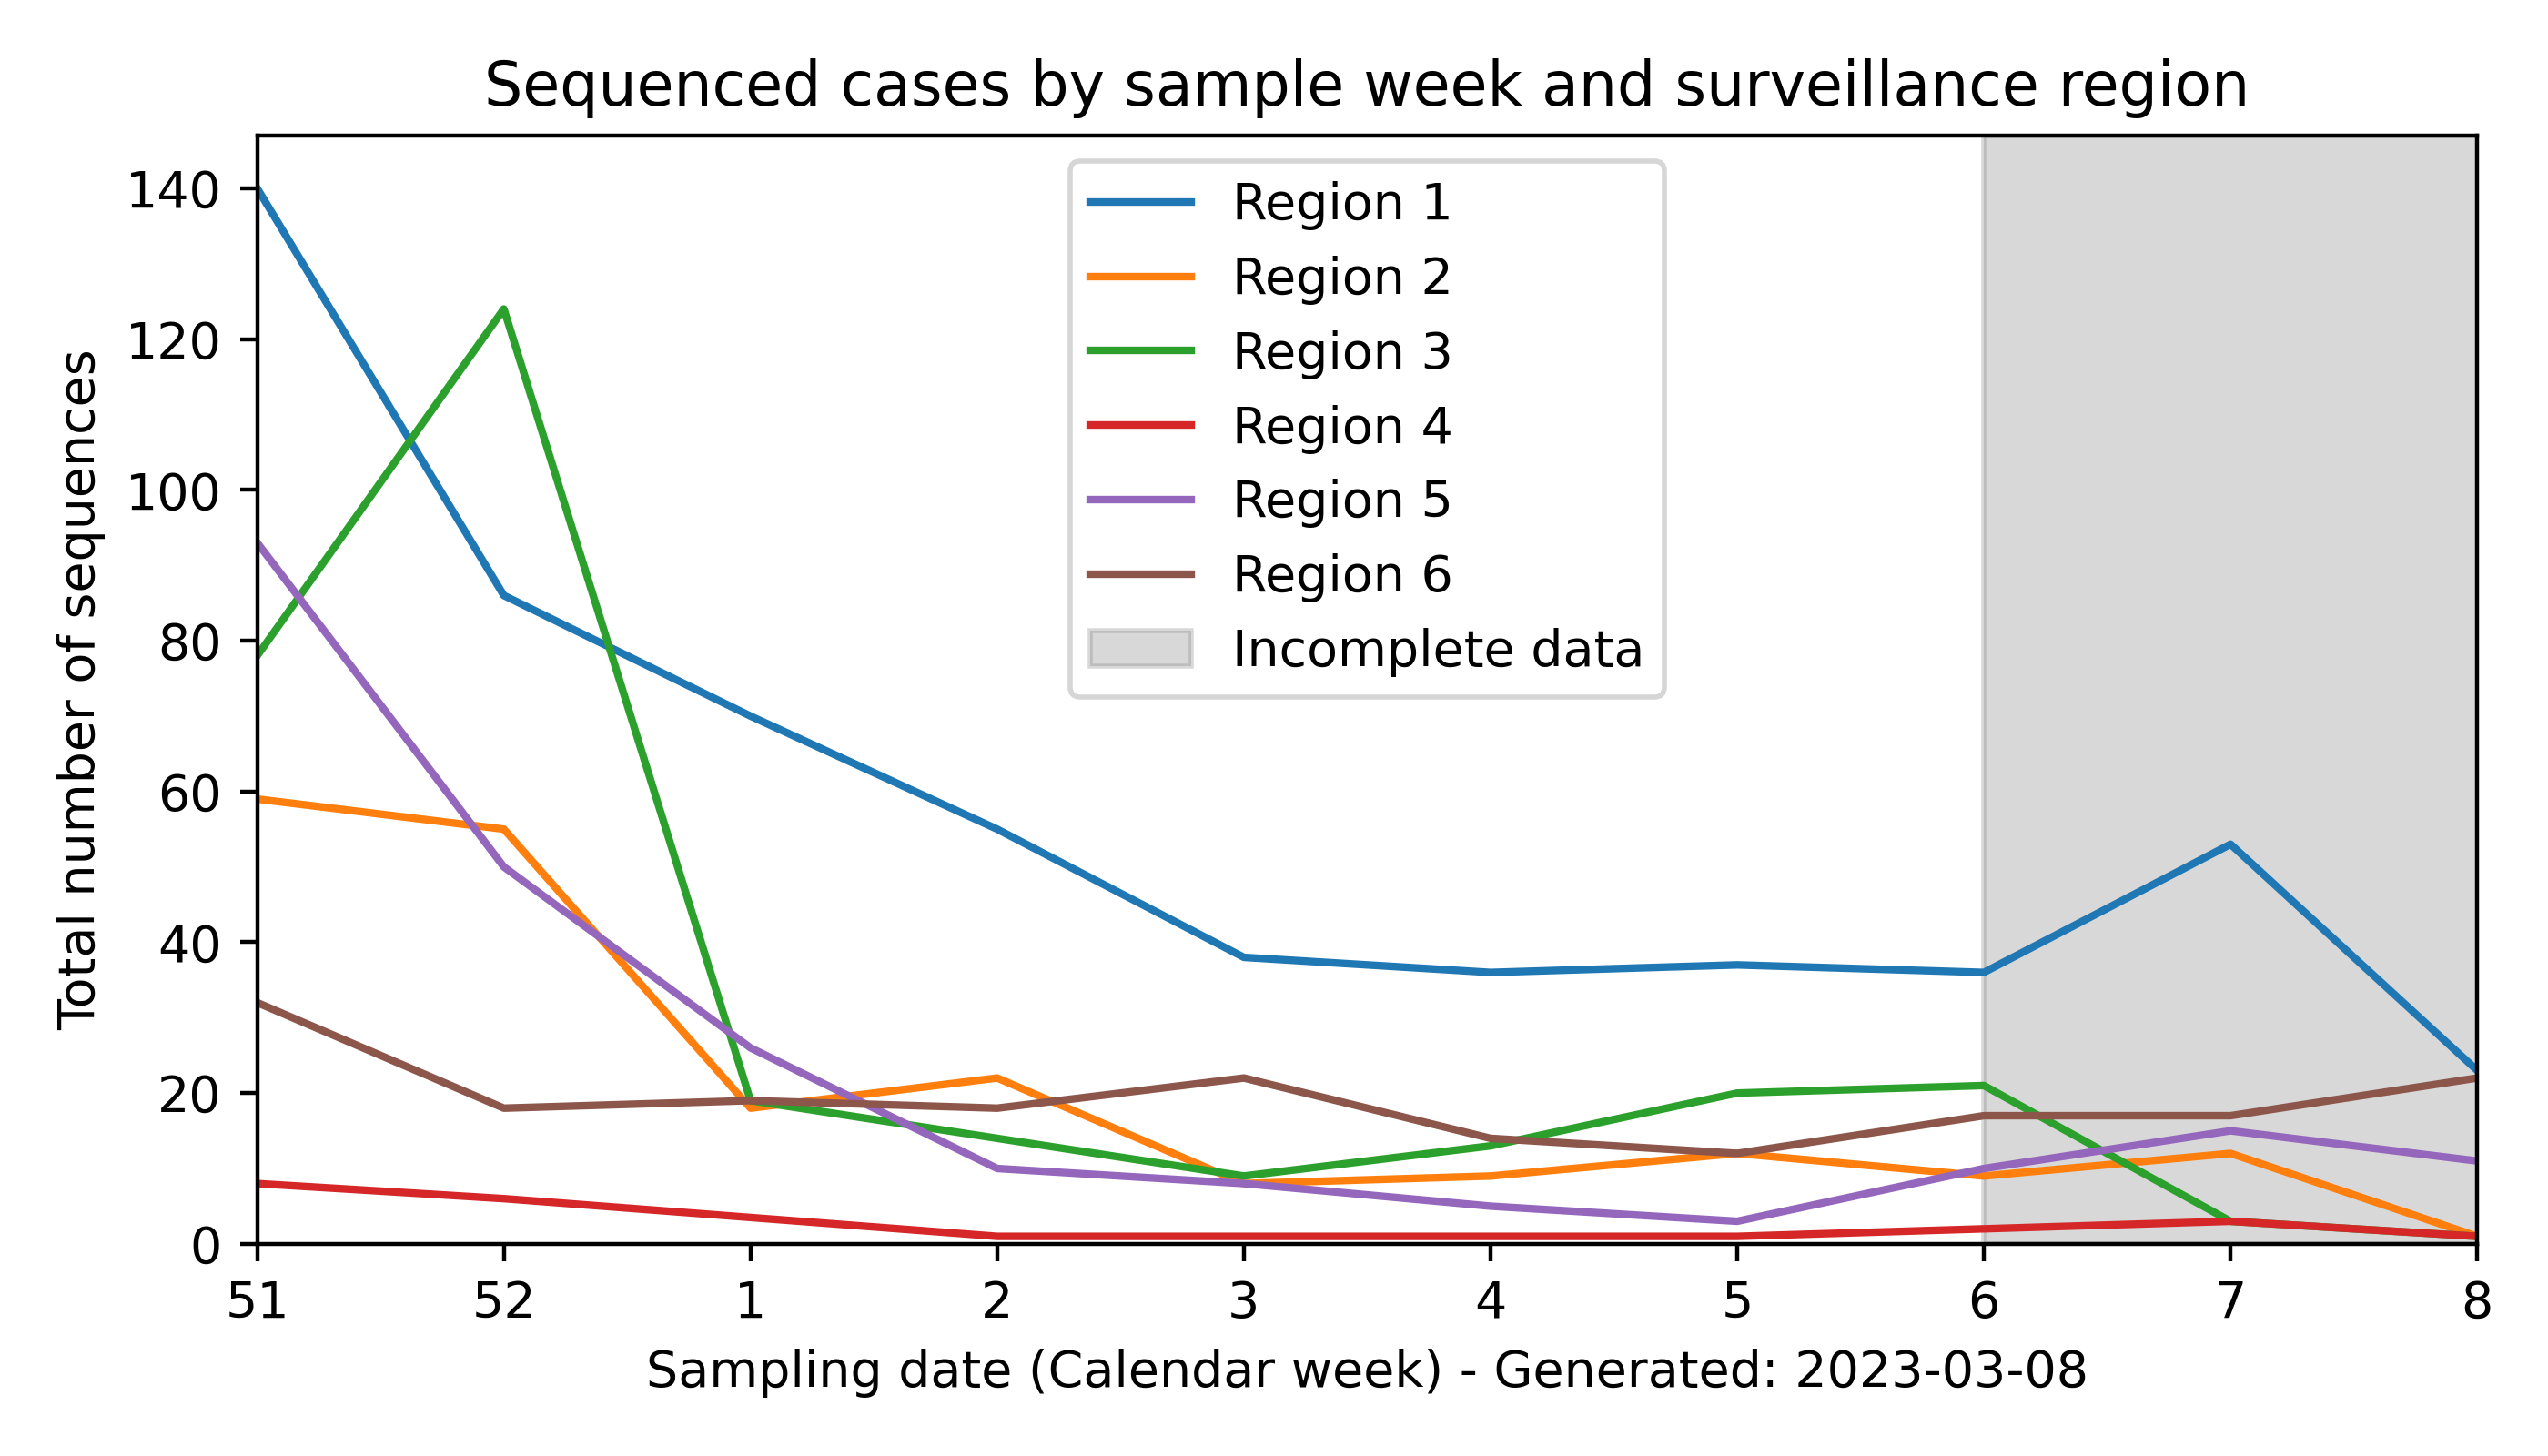 Sequenced cases by sample week and surveillance region
140
120
100
80
60
40
20
0
Total number of sequences
Region 1
Region 2
Region 3
Region 4
Region 5
Region 6
Incomplete data
51 52 1 2 3 4 5 6 7 8
Sampling date (Calendar week) - Generated: 2023-03-08